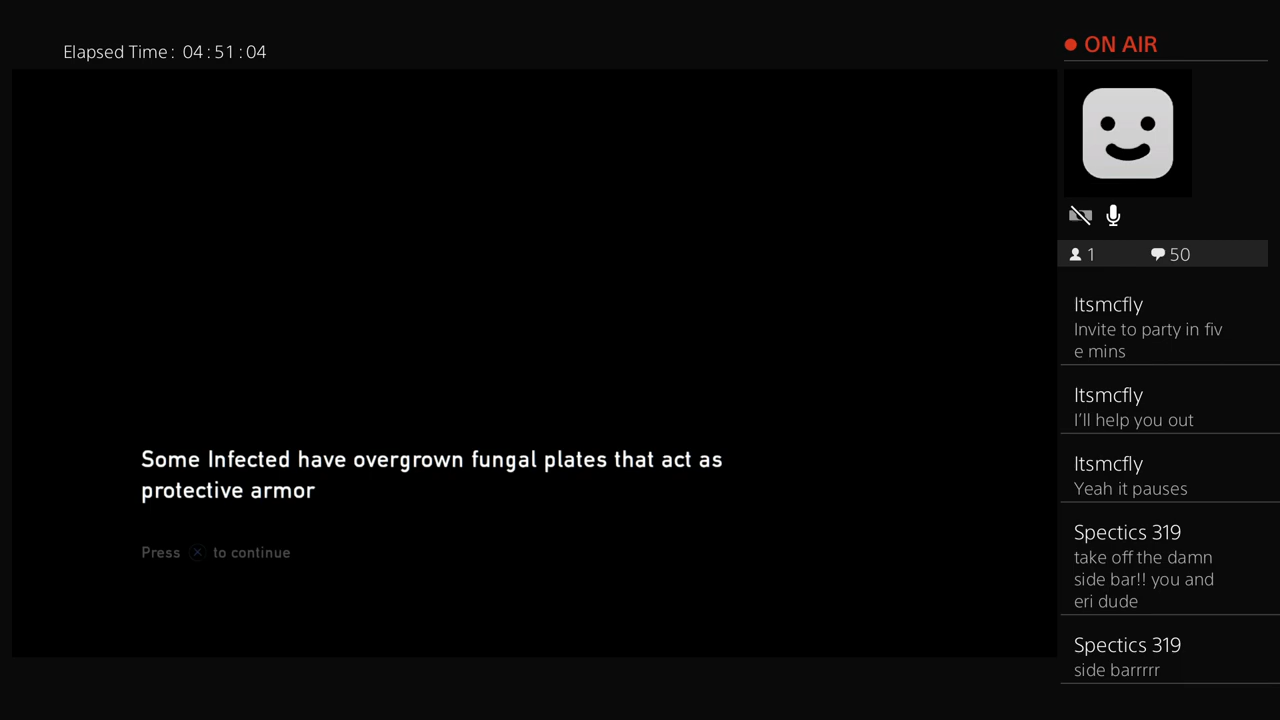 Elapsed Time: 04:51:04
ON AIR
1 50
Itsmcfly
Invite to party in fiv
e mins
Itsmcfly
I'll help you out
Itsmcfly
Yeah it pauses
Spectics 319
take off the damn
side bar!! you and
eri dude
Spectics 319
side barrrrr
Some Infected have overgrown fungal plates that act as
protective armor
Press to continue